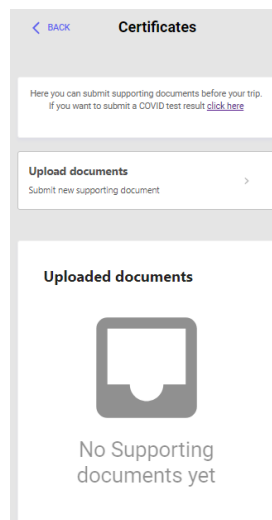 BACK
Certificates
Here you can submit supporting documents before your trip.
If you want to submit a COVID test result click here
Upload documents
Submit new supporting document
Uploaded documents
No Supporting
documents yet